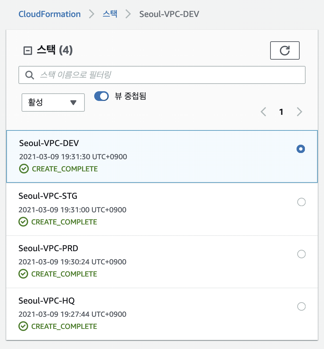 CloudFormation > 스택 > Seoul-VPC-DEV
스택 (4)
스택 이름으로 필터링
활성
뷰 중첩됨
1
Seoul-VPC-DEV
2021-03-09 19:31:30 UTC+0900
CREATE_COMPLETE
Seoul-VPC-STG
2021-03-09 19:31:00 UTC+0900
CREATE_COMPLETE
Seoul-VPC-PRD
2021-03-09 19:30:24 UTC+0900
CREATE_COMPLETE
Seoul-VPC-HQ
2021-03-09 19:27:44 UTC+0900
CREATE_COMPLETE